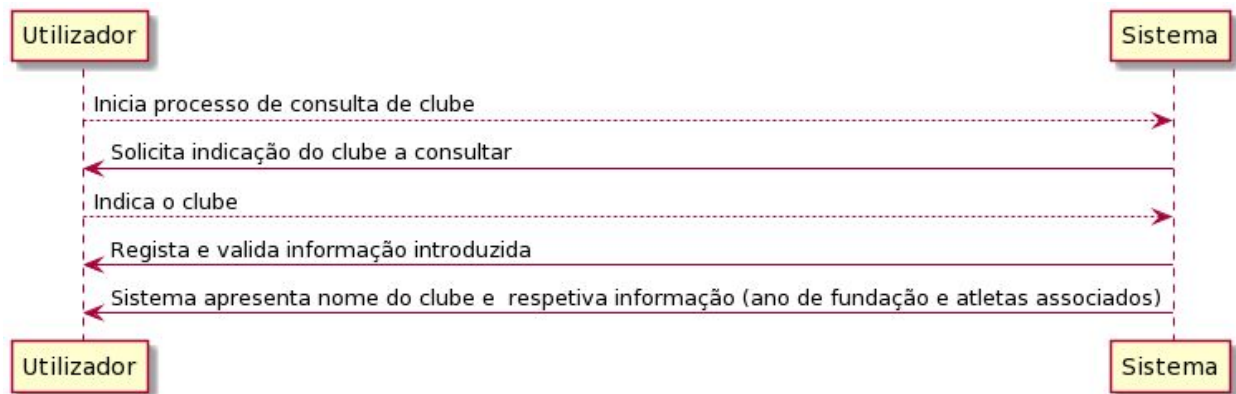 Utilizador
Sistema
Inicia processo de consulta de clube
Solicita indicação do clube a consultar
Indica o clube
Regista e valida informação introduzida
Sistema apresenta nome do clube e  respetiva informação (ano de fundação e atletas associados)
Utilizador
Sistema